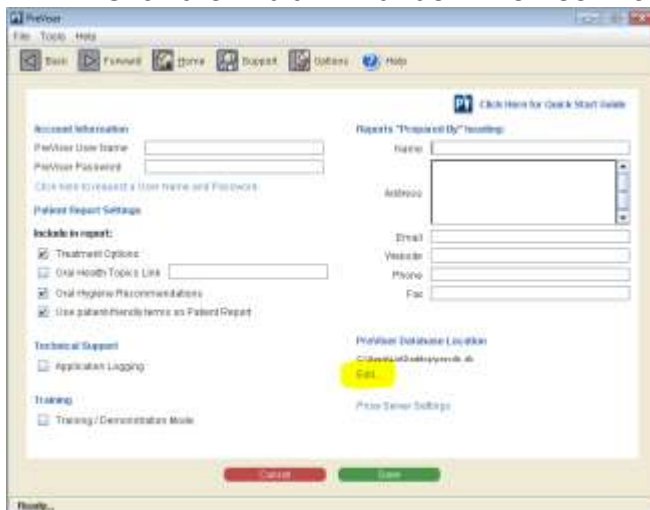 PreViser
File Tools Help
Back Forward Home Support Options Help
Click Here for Quick Start Guide
Account Information
PreViser User Name
PreViser Password
Click here to request a User Name and Password
Patient Report Settings
Include in report:
Treatment Options
Oral Health Topics Link
Oral Hygiene Recommendations
Use patient-friendly terms on Patient Report
Technical Support
Application Logging
Training
Training / Demonstration Mode
Reports "Prepared By" heading:
Name
Address
Email
Website
Phone
Fax
PreViser Database Location
Edit...
Proxy Server Settings
Cancel Save
Ready...